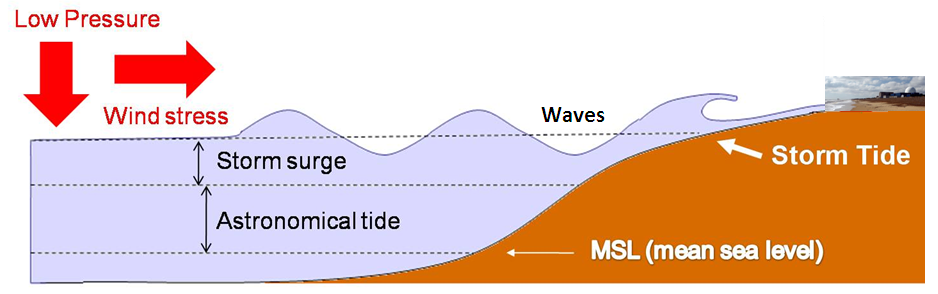 Low Pressure
Wind stress
Waves
Storm surge
Storm Tide
Astronomical tide
MSL (mean sea level)